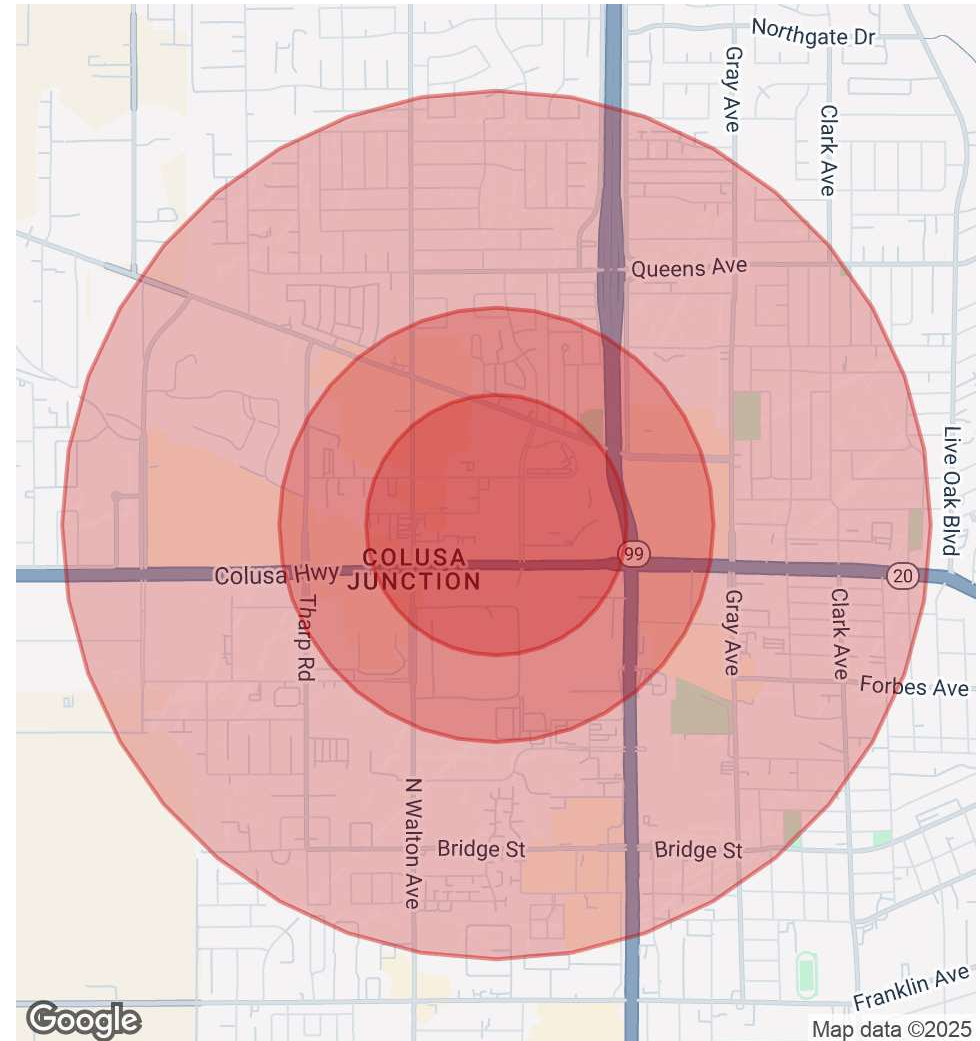 Northgate Dr
Gray Ave
Clark Ave
Queens Ave
Live Oak Blvd
COLUSA
JUNCTION
99
Colusa Hwy
20
Tharp Rd
Gray Ave
Clark Ave
Forbes Ave
N Walton Ave
Bridge St
Bridge St
Franklin Ave
Google
Map data ©2025